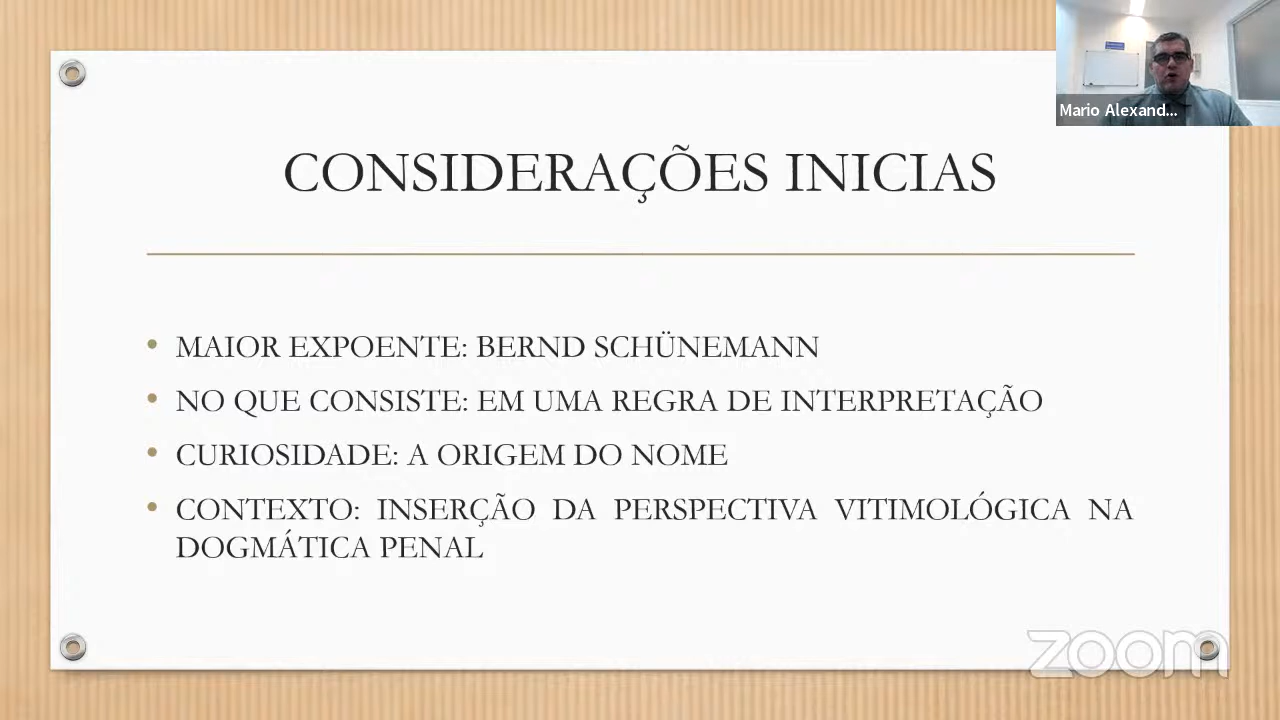 Mario Alexand...
CONSIDERAÇÕES INICIAS
• MAIOR EXPOENTE: BERND SCHÜNEMANN
• NO QUE CONSISTE: EM UMA REGRA DE INTERPRETAÇÃO
• CURIOSIDADE: A ORIGEM DO NOME
• CONTEXTO: INSERÇÃO DA PERSPECTIVA VITIMOLÓGICA NA
DOGMÁTICA PENAL
zoom